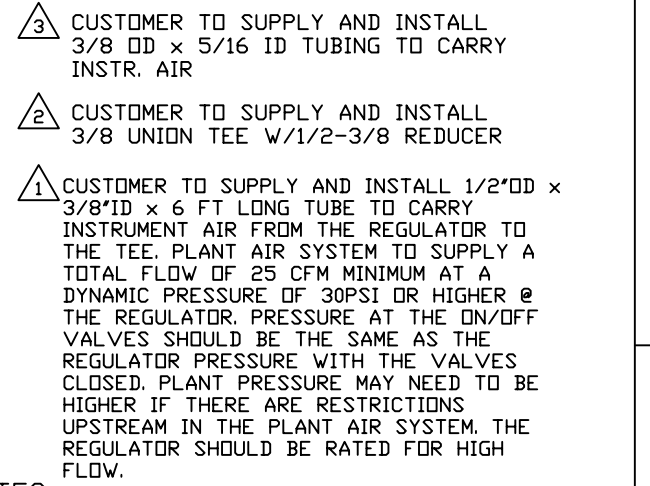 3 CUSTOMER TO SUPPLY AND INSTALL
3/8 OD x 5/16 ID TUBING TO CARRY
INSTR. AIR
2 CUSTOMER TO SUPPLY AND INSTALL
3/8 UNION TEE W/1/2-3/8 REDUCER
1 CUSTOMER TO SUPPLY AND INSTALL 1/2"OD x
3/8"ID x 6 FT LONG TUBE TO CARRY
INSTRUMENT AIR FROM THE REGULATOR TO
THE TEE. PLANT AIR SYSTEM TO SUPPLY A
TOTAL FLOW OF 25 CFM MINIMUM AT A
DYNAMIC PRESSURE OF 30PSI OR HIGHER @
THE REGULATOR. PRESSURE AT THE ON/OFF
VALVES SHOULD BE THE SAME AS THE
REGULATOR PRESSURE WITH THE VALVES
CLOSED. PLANT PRESSURE MAY NEED TO BE
HIGHER IF THERE ARE RESTRICTIONS
UPSTREAM IN THE PLANT AIR SYSTEM. THE
REGULATOR SHOULD BE RATED FOR HIGH
FLOW.